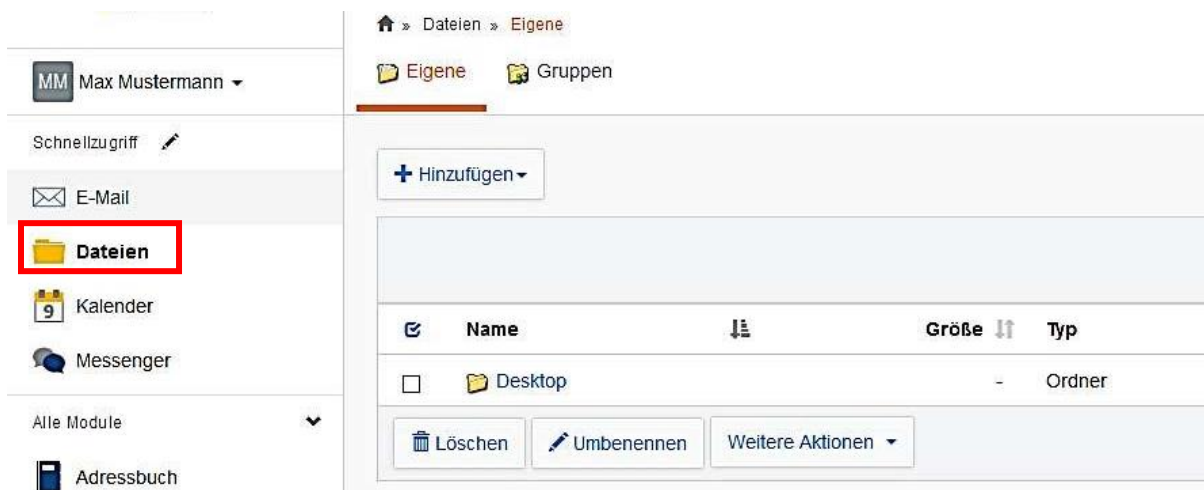 » Dateien » Eigene
MM Max Mustermann
Eigene Gruppen
Schnellzugriff
+ Hinzufügen
E-Mail
Dateien
9 Kalender
Messenger
Name Größe Typ
Desktop - Ordner
Alle Module
Löschen Umbenennen Weitere Aktionen
Adressbuch